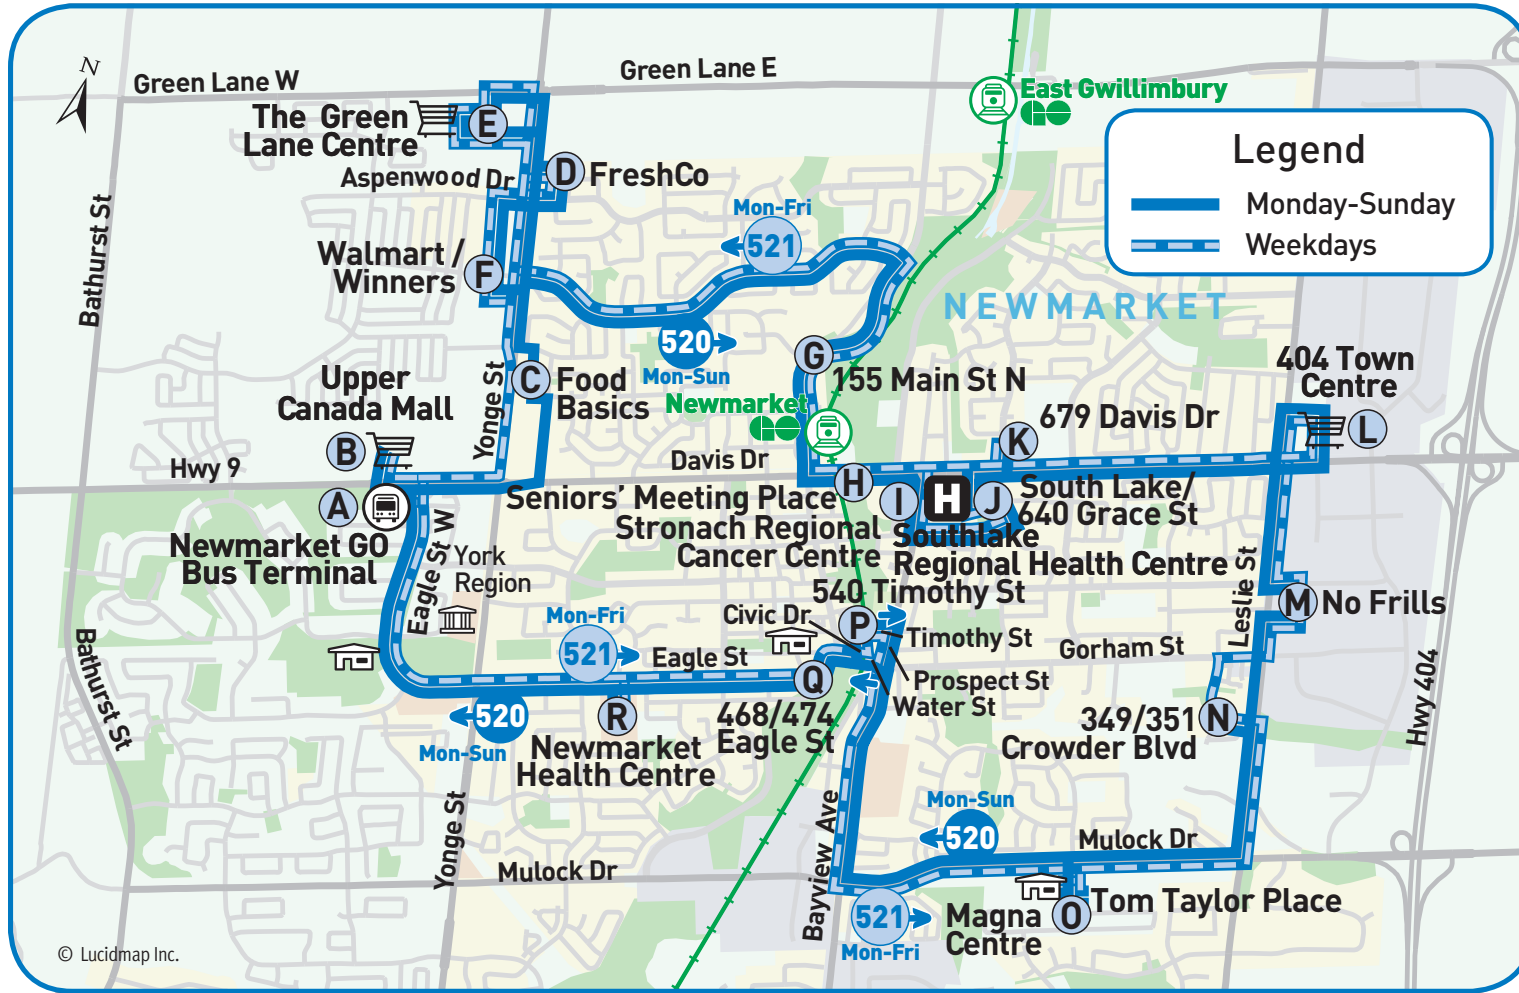 N
Green Lane W
Green Lane E
East Gwillimbury
GO
The Green
Lane Centre
E
Legend
Monday-Sunday
Weekdays
Aspenwood Dr
D
FreshCo
Bathurst St
Mon-Fri
521
Walmart /
Winners
F
NEWMARKET
520
Mon-Sun
G
155 Main St N
Upper
Canada Mall
Yonge St
C
Food
Basics
Newmarket
GO
404 Town
Centre
L
679 Davis Dr
K
B
Hwy 9
Davis Dr
A
Newmarket GO
Bus Terminal
Seniors' Meeting Place
H
Stronach Regional
Cancer Centre
I
H
J
South Lake/
640 Grace St
Southlake
Regional Health Centre
Eagle St W
York
Region
540 Timothy St
P
Leslie St
M
No Frills
Mon-Fri
521
Civic Dr
Timothy St
Eagle St
Gorham St
Bathurst St
Q
Prospect St
Water St
Hwy 404
520
Mon-Sun
R
Newmarket
Health Centre
468/474
Eagle St
349/351
Crowder Blvd
N
Yonge St
Mulock Dr
Bayview Ave
Mon-Sun
520
Mulock Dr
521
Mon-Fri
Magna
Centre
O
Tom Taylor Place
© Lucidmap Inc.